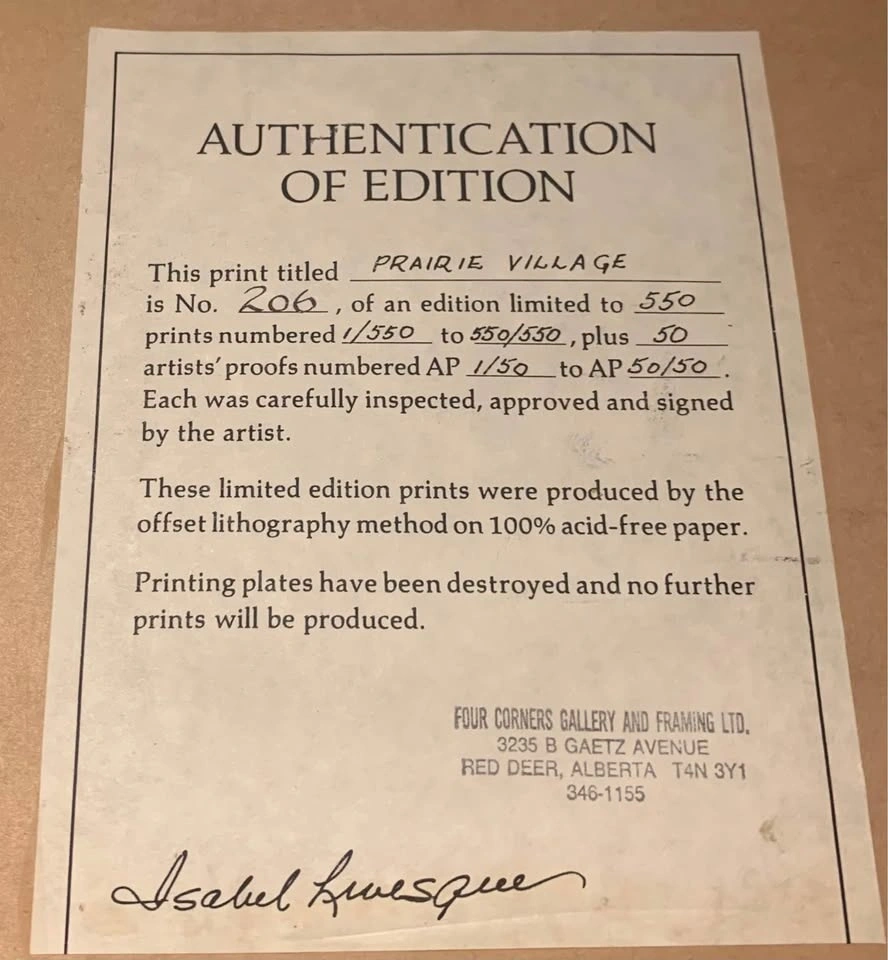 AUTHENTICATION
OF EDITION
This print titled PRAIRIE VILLAGE
is No. 206, of an edition limited to 550
prints numbered 1/550 to 550/550, plus 50
artists' proofs numbered AP 1/50 to AP 50/50.
Each was carefully inspected, approved and signed
by the artist.
These limited edition prints were produced by the
offset lithography method on 100% acid-free paper.
Printing plates have been destroyed and no further
prints will be produced.
FOUR CORNERS GALLERY AND FRAMING LTD.
3235 B GAETZ AVENUE
RED DEER, ALBERTA T4N 3Y1
346-1155
Isabel Levesque